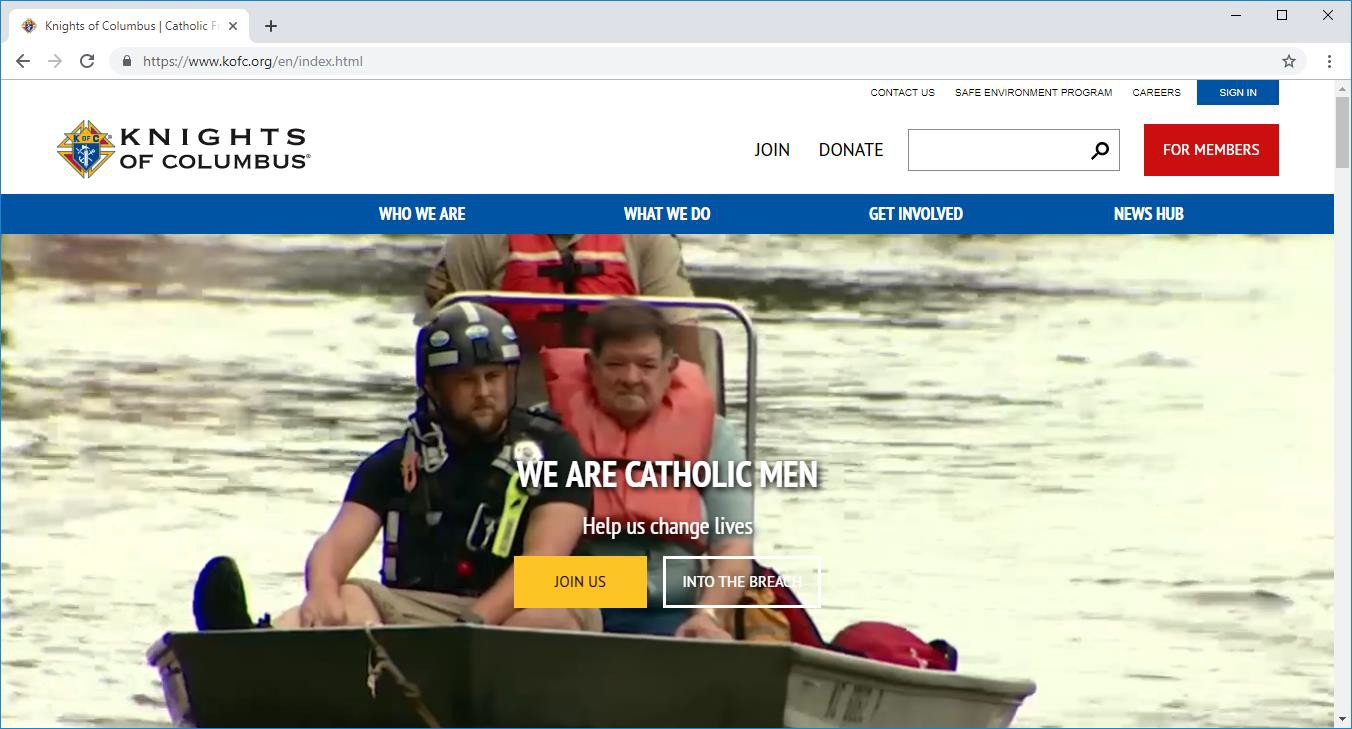 Knights of Columbus | Catholic F
https://www.kofc.org/en/index.html
CONTACT US SAFE ENVIRONMENT PROGRAM CAREERS SIGN IN
K OF C
KNIGHTS
OF COLUMBUS®
JOIN DONATE FOR MEMBERS
WHO WE ARE WHAT WE DO GET INVOLVED NEWS HUB
WE ARE CATHOLIC MEN
Help us change lives
JOIN US INTO THE BREACH